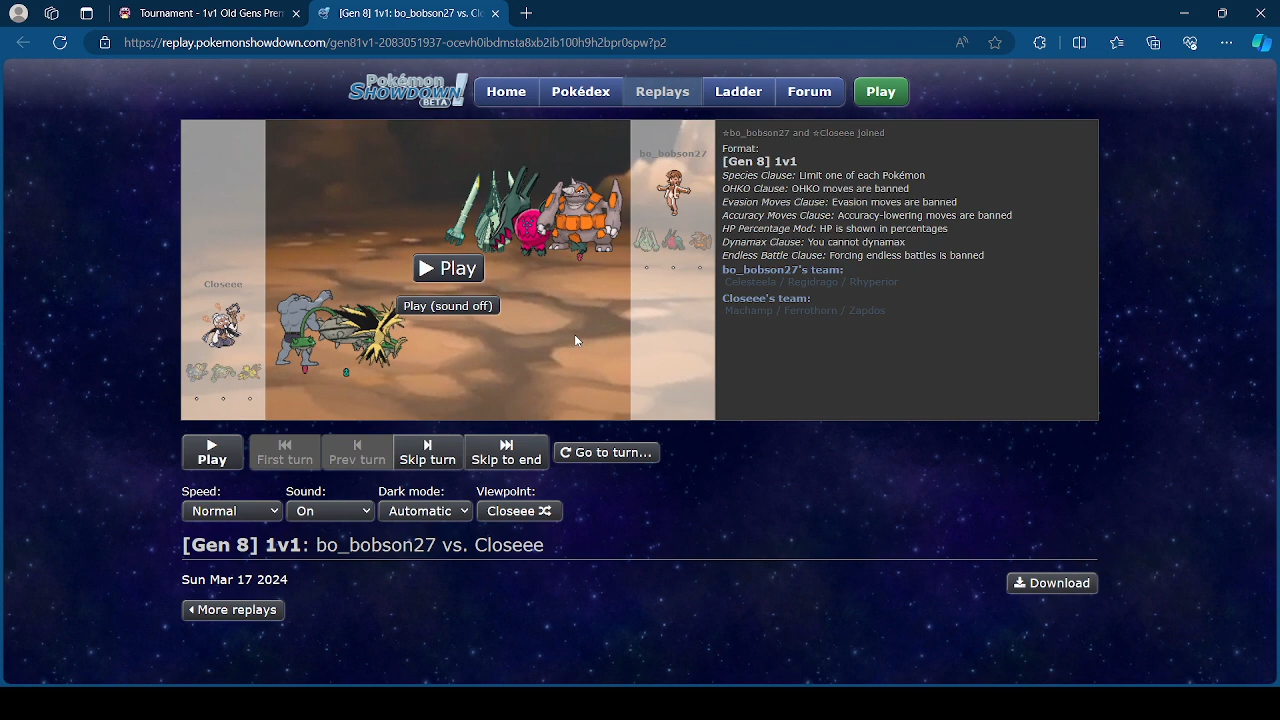 Tournament - 1v1 Old Gens Prem
[Gen 8] 1v1: bo_bobson27 vs. Clo
https://replay.pokemonshowdown.com/gen81v1-2083051937-ocevh0ibdmsta8xb2ib100h9h2bpr0spw?p2
Pokémon
SHOWDOWN!
BETA
Home
Pokédex
Replays
Ladder
Forum
Play
bo_bobson27
Closeee
Play
Play (sound off)
☆bo_bobson27 and ☆Closeee joined
Format:
[Gen 8] 1v1
Species Clause: Limit one of each Pokémon
OHKO Clause: OHKO moves are banned
Evasion Moves Clause: Evasion moves are banned
Accuracy Moves Clause: Accuracy-lowering moves are banned
HP Percentage Mod: HP is shown in percentages
Dynamax Clause: You cannot dynamax
Endless Battle Clause: Forcing endless battles is banned
bo_bobson27's team:
Celesteela / Regidrago / Rhyperior
Closeee's team:
Machamp / Ferrothorn / Zapdos
Play
First turn
Prev turn
Skip turn
Skip to end
Go to turn...
Speed:
Sound:
Dark mode:
Viewpoint:
Normal
On
Automatic
Closeee
[Gen 8] 1v1: bo_bobson27 vs. Closeee
Sun Mar 17 2024
Download
More replays